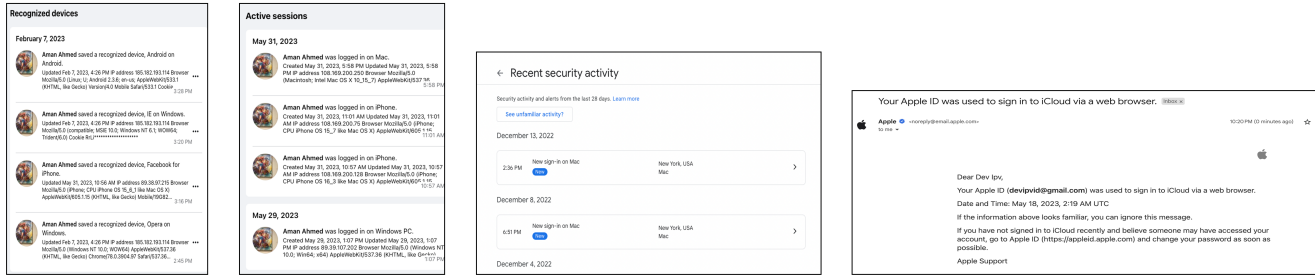 Recognized devices
February 7, 2023
Aman Ahmed saved a recognized device, Android on
Android.
Updated Feb 7, 2023, 4:26 PM IP address 185.182.193.114 Browser
Mozilla/5.0 (Linux; U; Android 2.3.6; en-us; AppleWebKit/533.1
(KHTML, like Gecko) Version/4.0 Mobile Safari/533.1 Cookie
3:28 PM
Aman Ahmed saved a recognized device, IE on Windows.
Updated Feb 7, 2023, 4:26 PM IP address 185.182.193.114 Browser
Mozilla/5.0 (compatible; MSIE 10.0; Windows NT 6.1; WOW64;
Trident/6.0) Cookie
3:20 PM
Aman Ahmed saved a recognized device, Facebook for
iPhone.
Updated May 31, 2023, 10:56 AM IP address 89.38.97.215 Browser
Mozilla/5.0 (iPhone; CPU iPhone OS 15_6_1 like Mac OS X)
AppleWebKit/605.1.15 (KHTML, like Gecko) Mobile/19G82...
3:16 PM
Aman Ahmed saved a recognized device, Opera on
Windows.
Updated Feb 7, 2023, 4:26 PM IP address 185.182.193.114 Browser
Mozilla/5.0 (Windows NT 10.0; WOW64) AppleWebKit/537.36
(KHTML, like Gecko) Chrome/78.0.3904.97 Safari/537.36...
2:45 PM
Active sessions
May 31, 2023
Aman Ahmed was logged in on Mac.
Created May 31, 2023, 5:58 PM Updated May 31, 2023, 5:58
PM IP address 108.169.200.250 Browser Mozilla/5.0
(Macintosh; Intel Mac OS X 10_15_7) AppleWebKit/537.36
5:58 PM
Aman Ahmed was logged in on iPhone.
Created May 31, 2023, 11:01 AM Updated May 31, 2023, 11:01
AM IP address 108.169.200.75 Browser Mozilla/5.0 (iPhone;
CPU iPhone OS 15_7 like Mac OS X)
11:01 AM
Aman Ahmed was logged in on iPhone.
Created May 31, 2023, 10:57 AM Updated May 31, 2023, 10:57
AM IP address 108.169.200.128 Browser Mozilla/5.0 (iPhone;
CPU iPhone OS 16_3 like Mac OS X)
10:57 AM
May 29, 2023
Aman Ahmed was logged in on Windows PC.
Created May 29, 2023, 1:07 PM Updated May 29, 2023, 1:07
PM IP address 89.39.107.202 Browser Mozilla/5.0 (Windows NT
10.0; Win64; x64) AppleWebKit/537.36 (KHTML, like Gecko)
1:07 PM
← Recent security activity
Security activity and alerts from the last 28 days. Learn more
See unfamiliar activity?
December 13, 2022
2:36 PM New sign-in on Mac New York, USA
New Mac
December 8, 2022
6:51 PM New sign-in on Mac New York, USA
New Mac
December 4, 2022
Your Apple ID was used to sign in to iCloud via a web browser. Inbox x
Apple <noreply@email.apple.com> 10:20 PM (0 minutes ago)
to me
Dear Dev Ipv,
Your Apple ID (devipvid@gmail.com) was used to sign in to iCloud via a web browser.
Date and Time: May 18, 2023, 2:19 AM UTC
If the information above looks familiar, you can ignore this message.
If you have not signed in to iCloud recently and believe someone may have accessed your
account, go to Apple ID (https://appleid.apple.com) and change your password as soon as
possible.
Apple Support